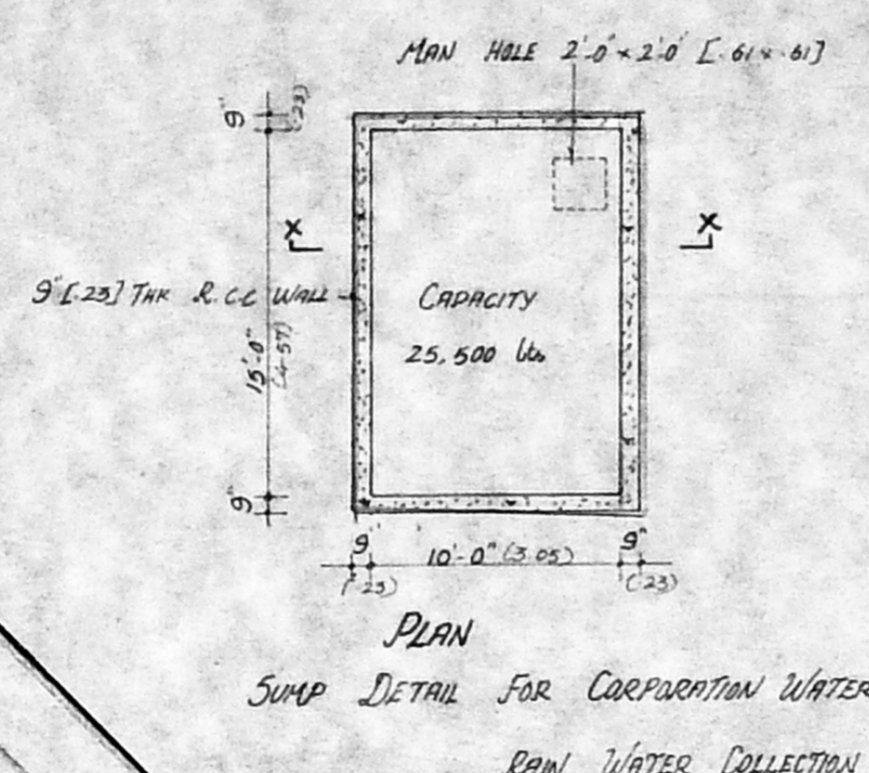 MAN HOLE 2'-0" × 2'-0" [.61 × .61]
9"
(.23)
X
X
9" [.23] THK R.C.C WALL
CAPACITY
15'-0"
(4.57)
25,500 lts
9"
9"
10'-0" (3.05)
9"
(.23)
(.23)
PLAN
SUMP DETAIL FOR CORPORATION WATER
RAIN WATER COLLECTION